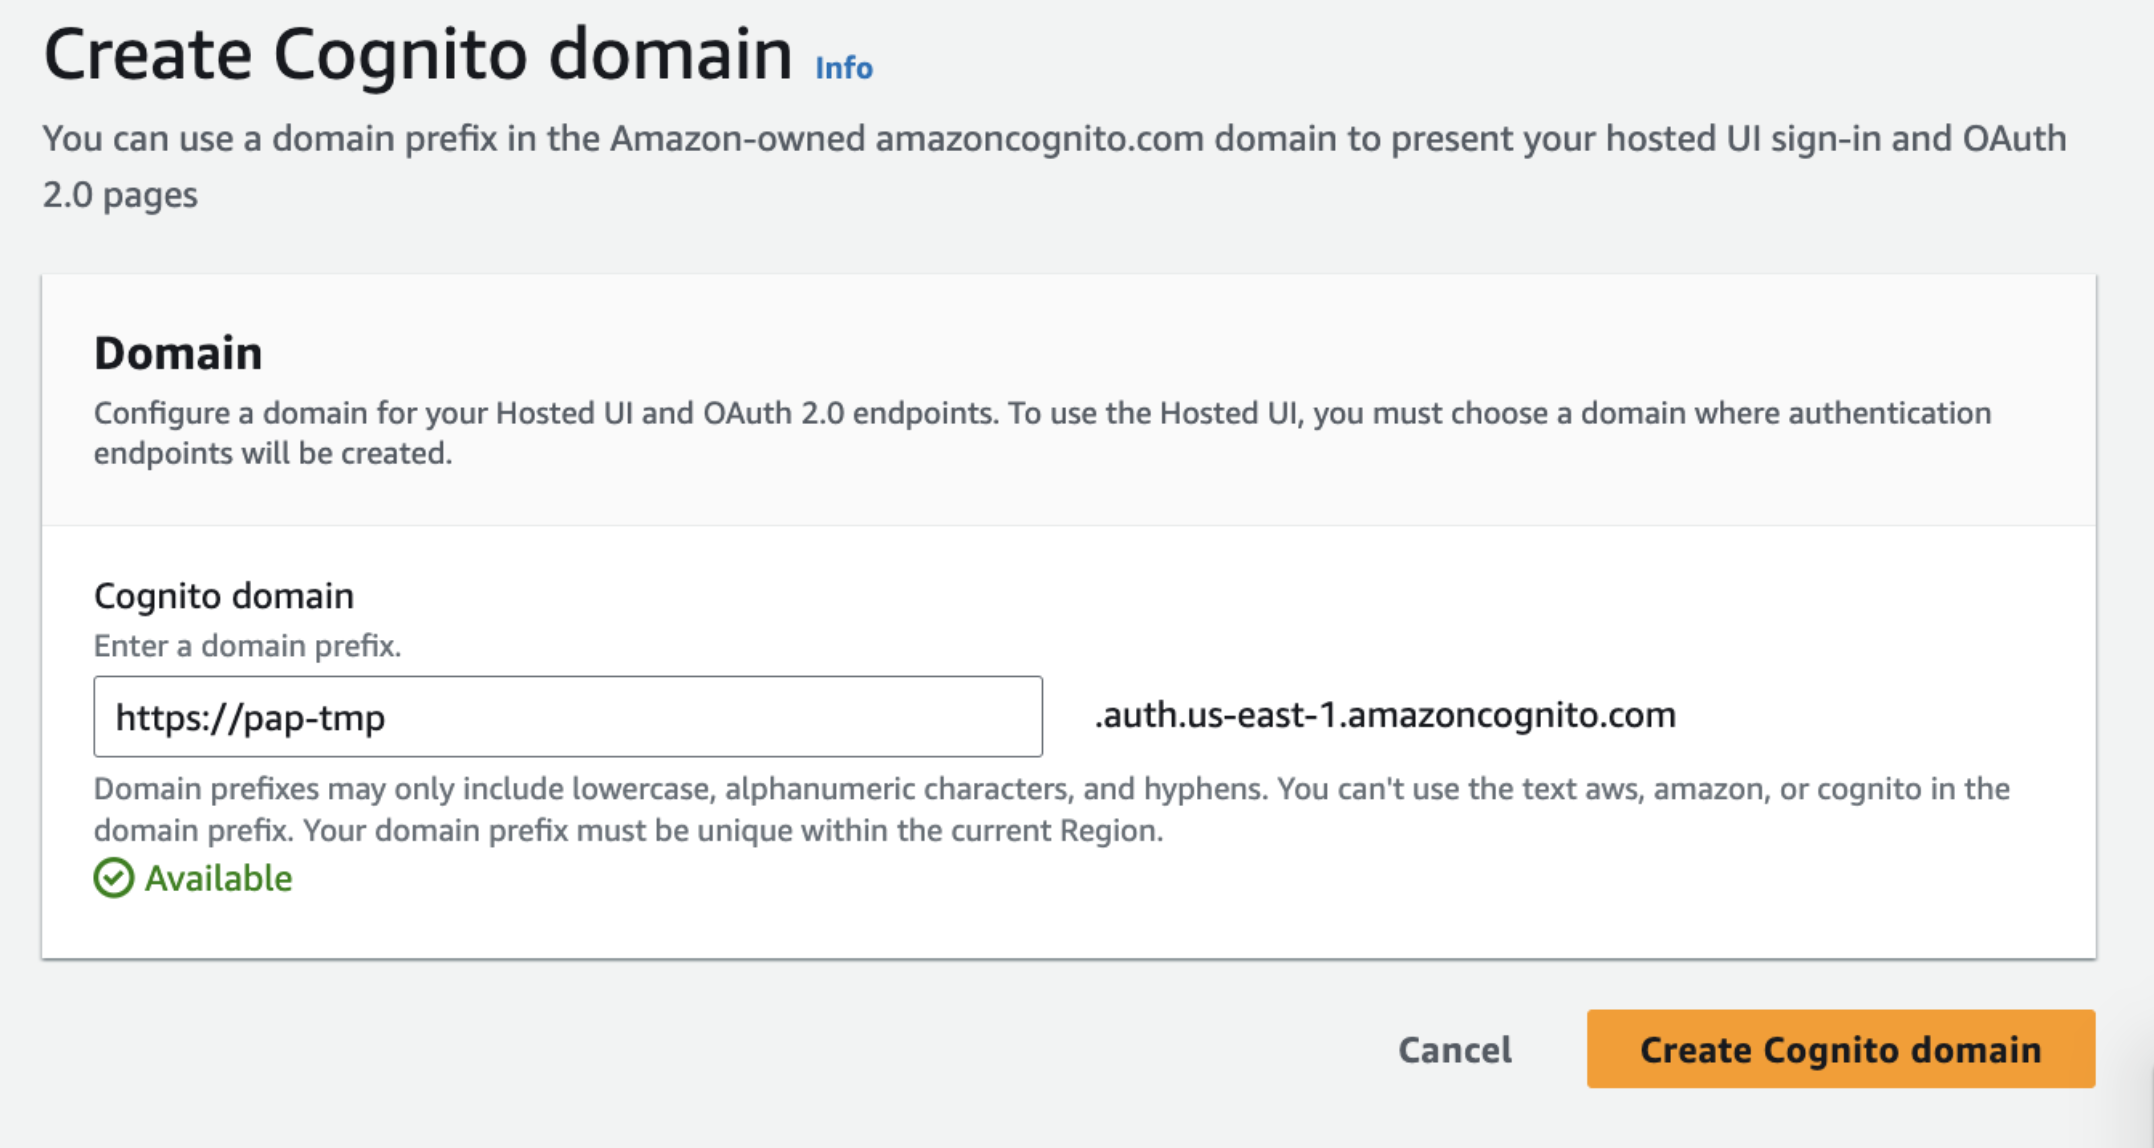 Create Cognito domain Info
You can use a domain prefix in the Amazon-owned amazoncognito.com domain to present your hosted UI sign-in and OAuth
2.0 pages
Domain
Configure a domain for your Hosted UI and OAuth 2.0 endpoints. To use the Hosted UI, you must choose a domain where authentication
endpoints will be created.
Cognito domain
Enter a domain prefix.
https://pap-tmp .auth.us-east-1.amazoncognito.com
Domain prefixes may only include lowercase, alphanumeric characters, and hyphens. You can't use the text aws, amazon, or cognito in the
domain prefix. Your domain prefix must be unique within the current Region.
Available
Cancel Create Cognito domain